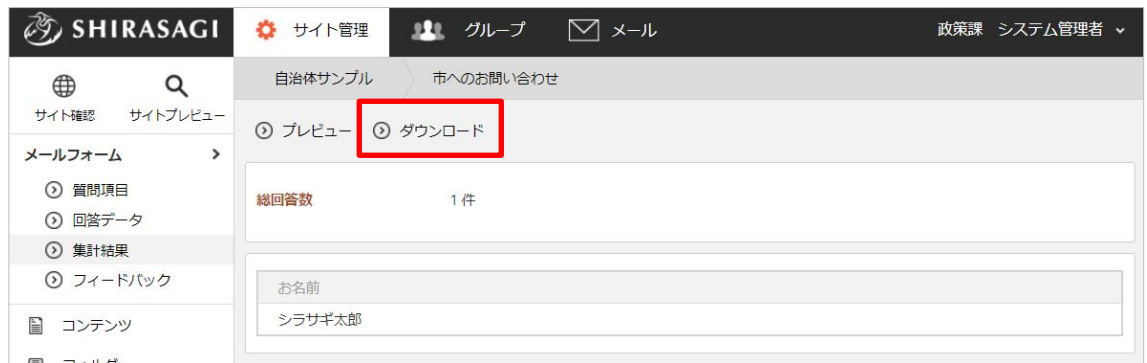 SHIRASAGI サイト管理 グループ メール 政策課 システム管理者
サイト確認 サイトプレビュー
メールフォーム
質問項目
回答データ
集計結果
フィードバック
コンテンツ
自治体サンプル 市へのお問い合わせ
プレビュー ダウンロード
総回答数 1 件
お名前
シラサギ太郎